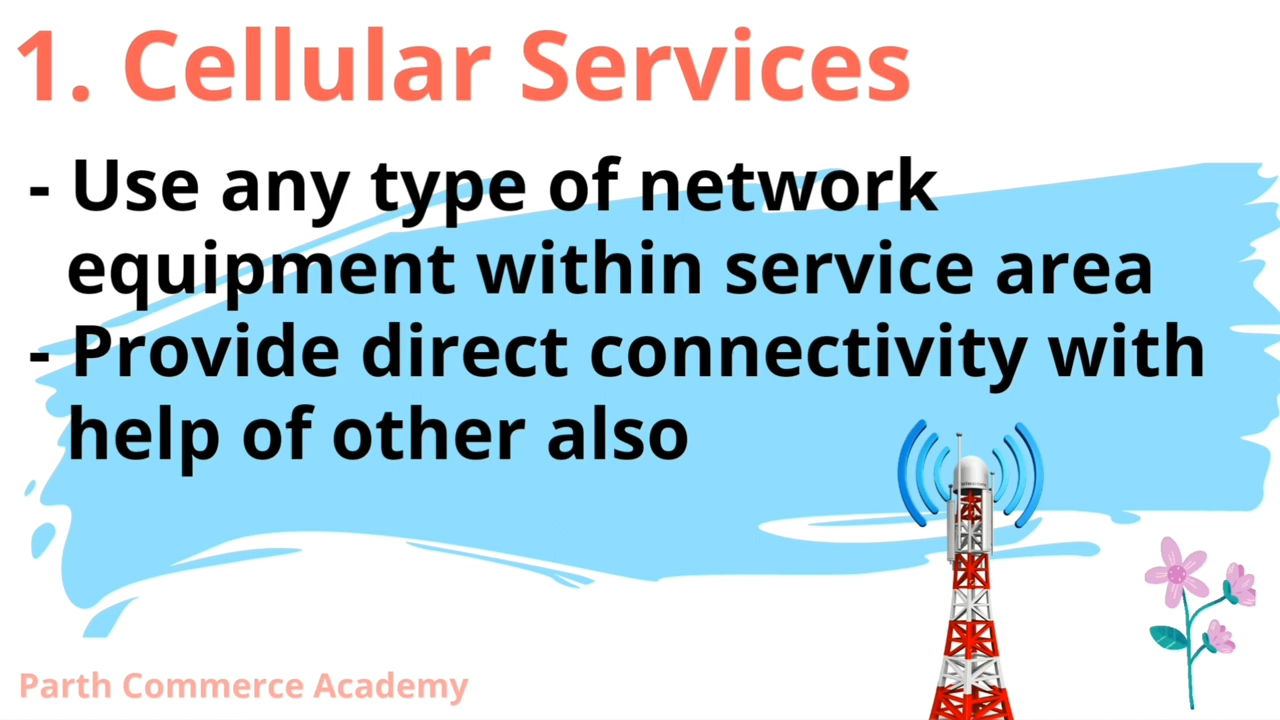 1. Cellular Services
- Use any type of network
equipment within service area
- Provide direct connectivity with
help of other also
Parth Commerce Academy